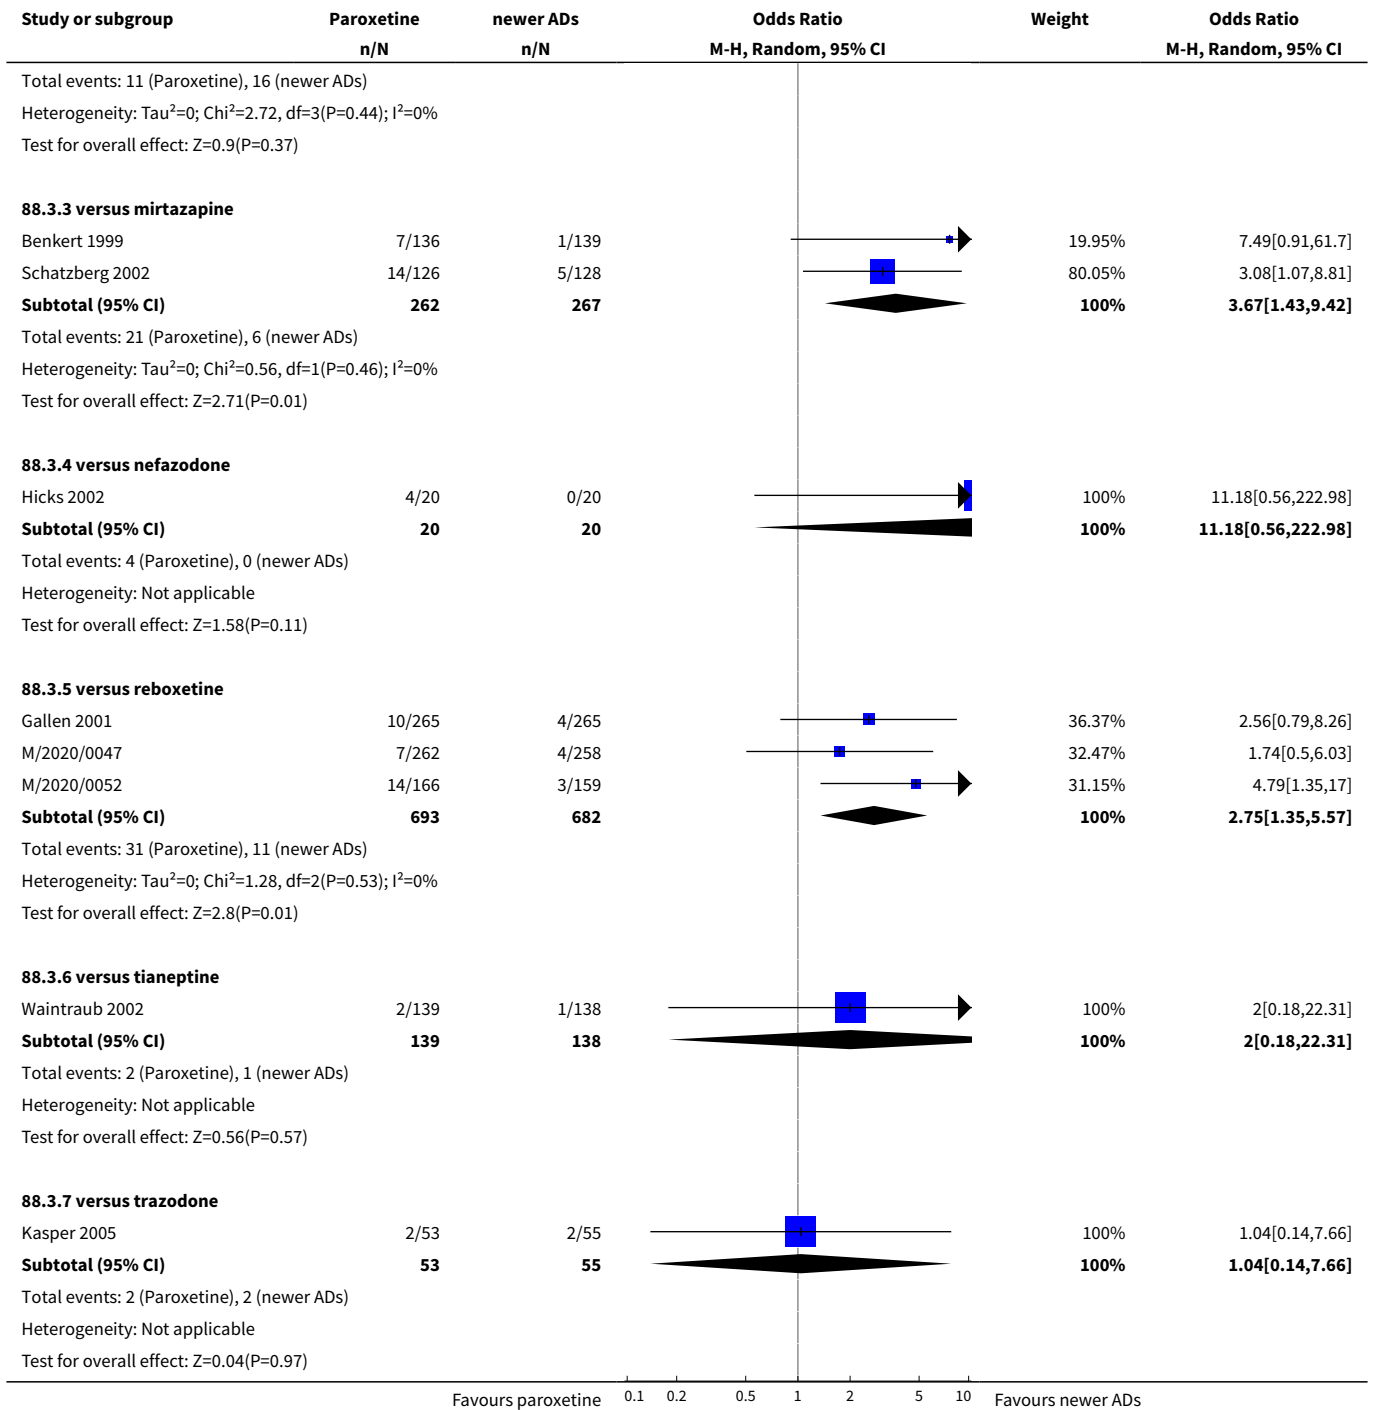 Study or subgroup Paroxetine newer ADs Odds Ratio Weight Odds Ratio
n/N n/N M-H, Random, 95% CI M-H, Random, 95% CI
Total events: 11 (Paroxetine), 16 (newer ADs)
Heterogeneity: Tau²=0; Chi²=2.72, df=3(P=0.44); I²=0%
Test for overall effect: Z=0.9(P=0.37)
88.3.3 versus mirtazapine
Benkert 1999 7/136 1/139 19.95% 7.49[0.91,61.7]
Schatzberg 2002 14/126 5/128 80.05% 3.08[1.07,8.81]
Subtotal (95% CI) 262 267 100% 3.67[1.43,9.42]
Total events: 21 (Paroxetine), 6 (newer ADs)
Heterogeneity: Tau²=0; Chi²=0.56, df=1(P=0.46); I²=0%
Test for overall effect: Z=2.71(P=0.01)
88.3.4 versus nefazodone
Hicks 2002 4/20 0/20 100% 11.18[0.56,222.98]
Subtotal (95% CI) 20 20 100% 11.18[0.56,222.98]
Total events: 4 (Paroxetine), 0 (newer ADs)
Heterogeneity: Not applicable
Test for overall effect: Z=1.58(P=0.11)
88.3.5 versus reboxetine
Gallen 2001 10/265 4/265 36.37% 2.56[0.79,8.26]
M/2020/0047 7/262 4/258 32.47% 1.74[0.5,6.03]
M/2020/0052 14/166 3/159 31.15% 4.79[1.35,17]
Subtotal (95% CI) 693 682 100% 2.75[1.35,5.57]
Total events: 31 (Paroxetine), 11 (newer ADs)
Heterogeneity: Tau²=0; Chi²=1.28, df=2(P=0.53); I²=0%
Test for overall effect: Z=2.8(P=0.01)
88.3.6 versus tianeptine
Waintraub 2002 2/139 1/138 100% 2[0.18,22.31]
Subtotal (95% CI) 139 138 100% 2[0.18,22.31]
Total events: 2 (Paroxetine), 1 (newer ADs)
Heterogeneity: Not applicable
Test for overall effect: Z=0.56(P=0.57)
88.3.7 versus trazodone
Kasper 2005 2/53 2/55 100% 1.04[0.14,7.66]
Subtotal (95% CI) 53 55 100% 1.04[0.14,7.66]
Total events: 2 (Paroxetine), 2 (newer ADs)
Heterogeneity: Not applicable
Test for overall effect: Z=0.04(P=0.97)
Favours paroxetine 0.1 0.2 0.5 1 2 5 10 Favours newer ADs